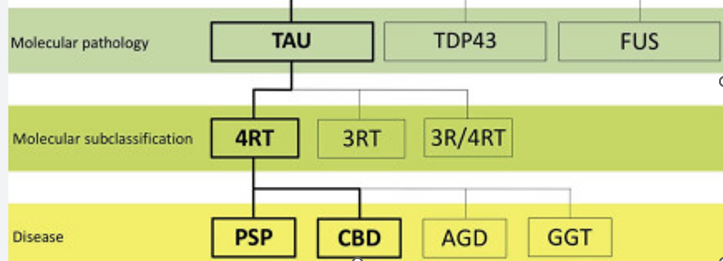 Molecular pathology TAU TDP43 FUS
Molecular subclassification 4RT 3RT 3R/4RT
Disease PSP CBD AGD GGT